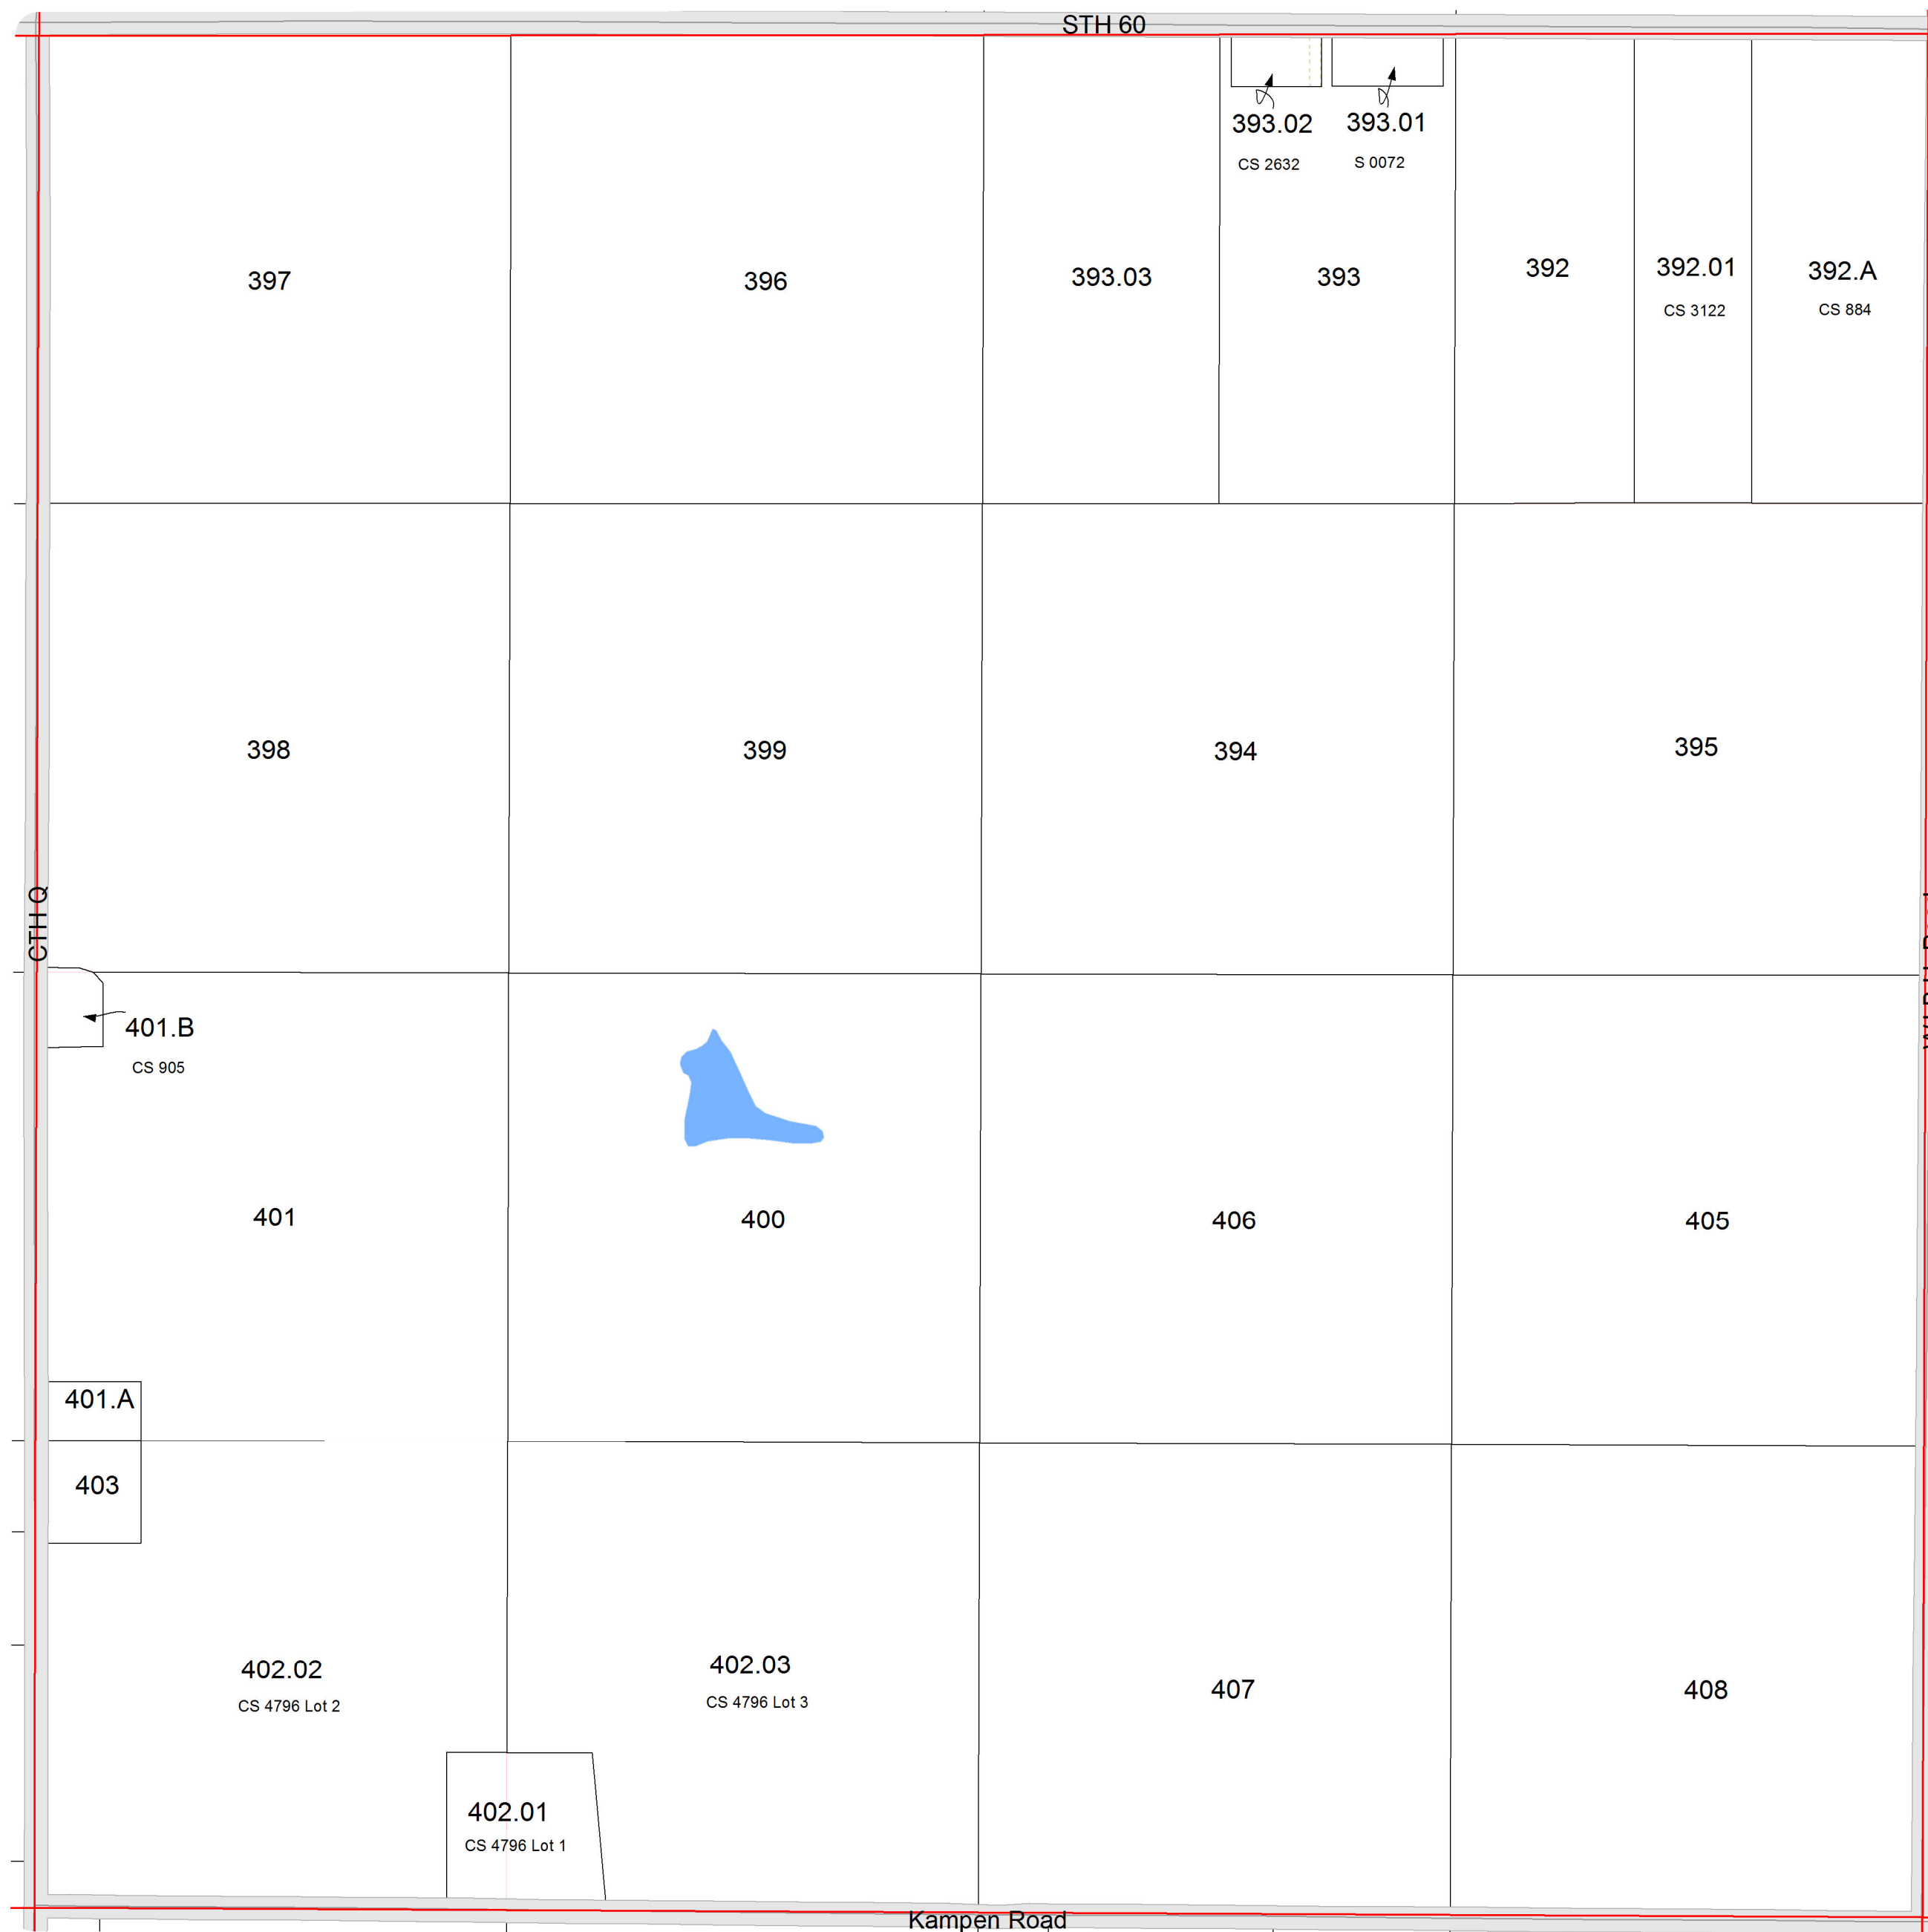 STH 60
393.02
393.01
CS 2632
S 0072
397
396
393.03
393
392
392.01
392.A
CS 3122
CS 884
398
399
394
395
CTH Q
401.B
CS 905
401
400
406
405
401.A
403
402.02
CS 4796 Lot 2
402.03
CS 4796 Lot 3
407
408
402.01
CS 4796 Lot 1
Kampen Road